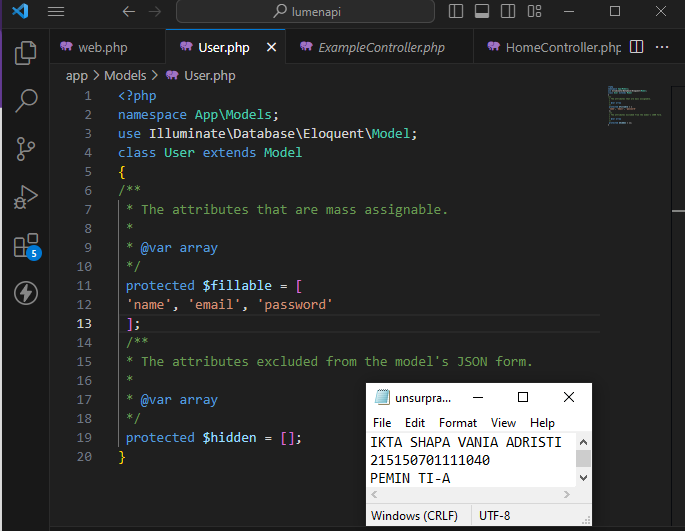 lumenapi
web.php
User.php
ExampleController.php
HomeController.php
app > Models > User.php
1 <?php
2 namespace App\Models;
3 use Illuminate\Database\Eloquent\Model;
4 class User extends Model
5 {
6 /**
7 * The attributes that are mass assignable.
8 *
9 * @var array
10 */
11 protected $fillable = [
12 'name', 'email', 'password'
13 ];
14 /**
15 * The attributes excluded from the model's JSON form.
16 *
17 * @var array
18 */
19 protected $hidden = [];
20 }
5
unsurpra...
File Edit Format View Help
IKTA SHAPA VANIA ADRISTI
215150701111040
PEMIN TI-A
Windows (CRLF) UTF-8